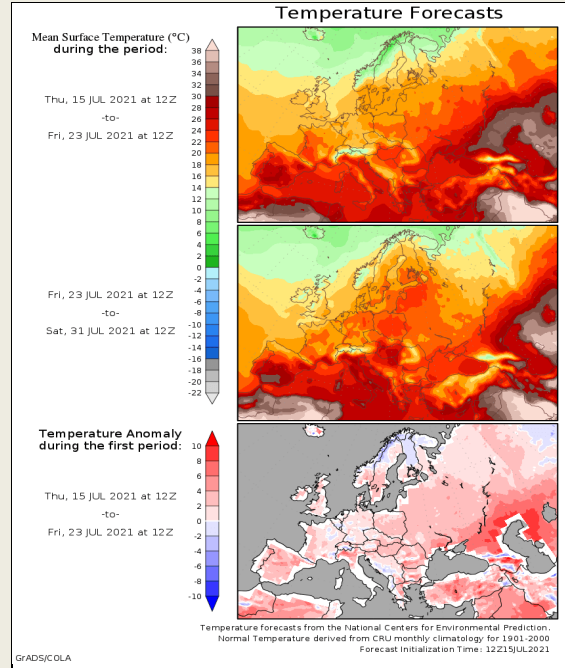 Temperature Forecasts
Mean Surface Temperature (°C)
during the period:
Thu, 15 JUL 2021 at 12Z
-to-
Fri, 23 JUL 2021 at 12Z
38
36
34
32
30
28
26
24
22
20
18
16
14
12
10
8
6
4
2
0
-2
-4
-6
-8
-10
-12
-14
-16
-18
-20
-22
Fri, 23 JUL 2021 at 12Z
-to-
Sat, 31 JUL 2021 at 12Z
Temperature Anomaly
during the first period:
Thu, 15 JUL 2021 at 12Z
-to-
Fri, 23 JUL 2021 at 12Z
10
8
6
4
2
0
-2
-4
-6
-8
-10
Temperature forecasts from the National Centers for Environmental Prediction.
Normal Temperature derived from CRU monthly climatology for 1901-2000
Forecast Initialization Time: 12Z15JUL2021
GrADS/COLA